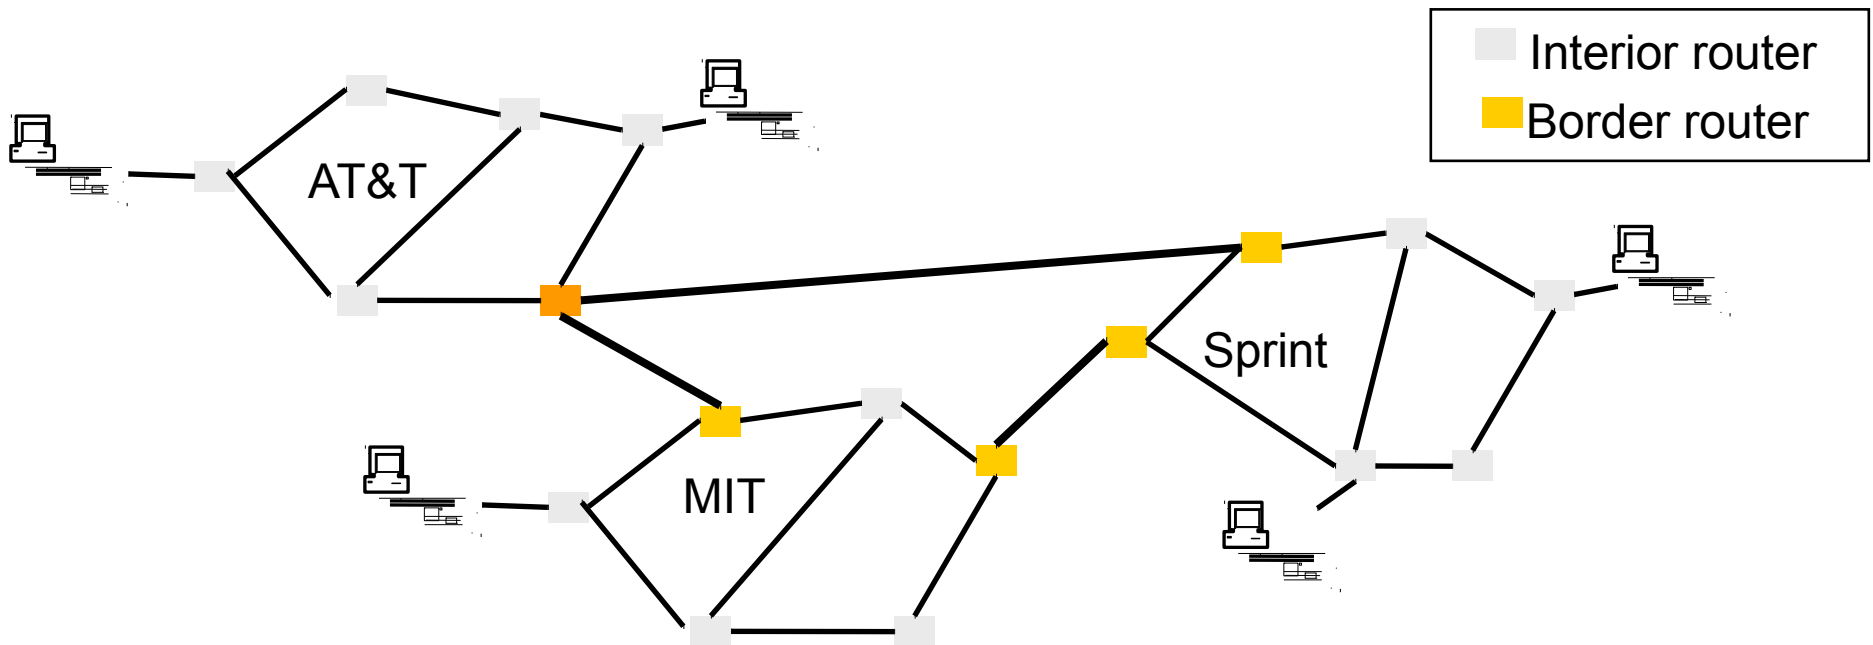 Interior router
Border router
AT&T
Sprint
MIT